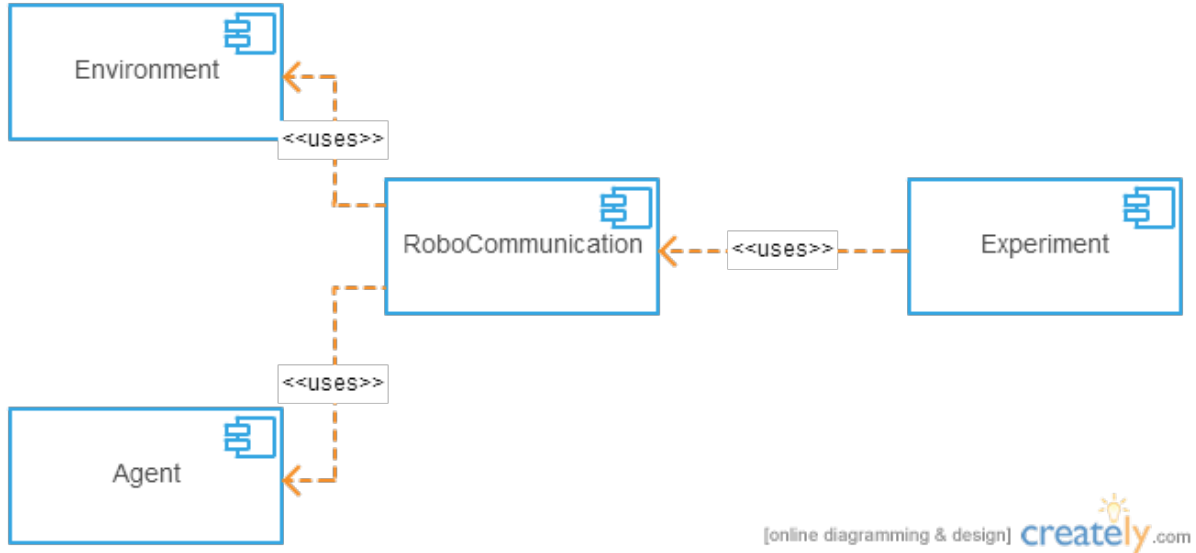 Environment
<<uses>>
RoboCommunication
<<uses>>
Experiment
<<uses>>
Agent
[online diagramming & design] creately.com